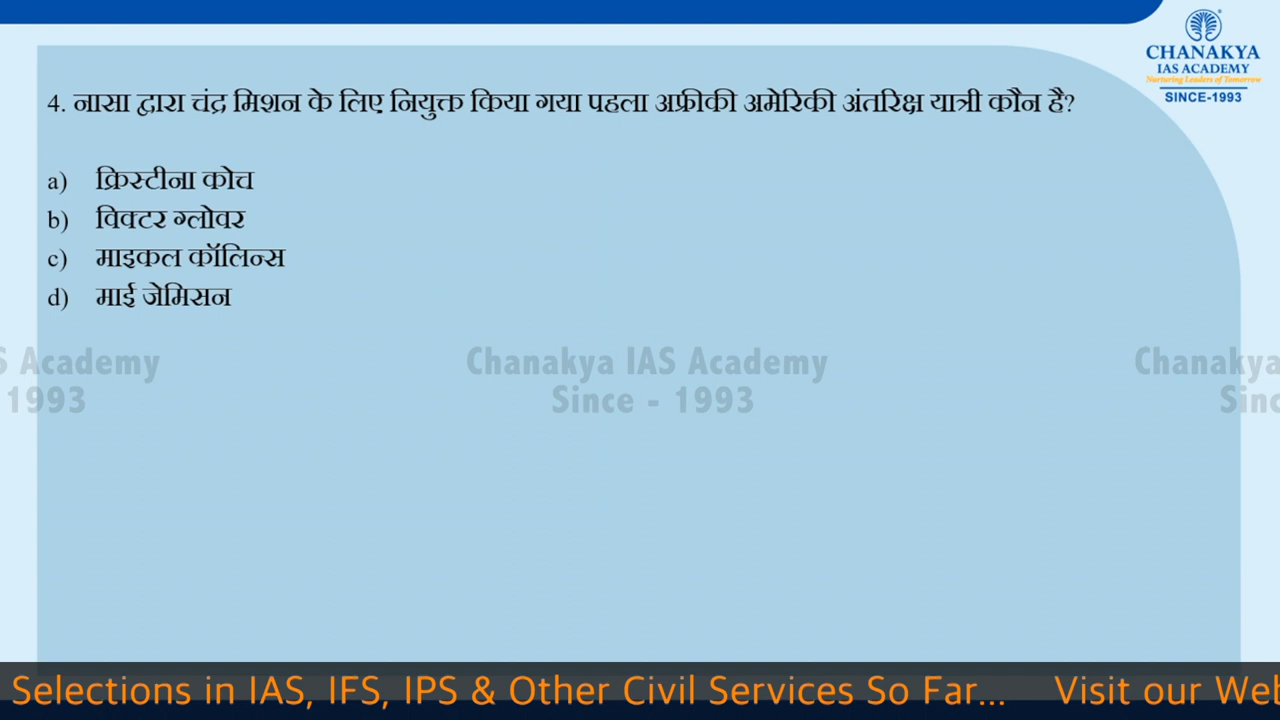 CHANAKYA
IAS ACADEMY
Nurturing Leaders of Tomorrow
SINCE-1993
4. नासा द्वारा चंद्र मिशन के लिए नियुक्त किया गया पहला अफ्रीकी अमेरिकी अंतरिक्ष यात्री कौन है?
a) क्रिस्टीना कोच
b) विक्टर ग्लोवर
c) माइकल कॉलिन्स
d) माई जेमिसन
S Academy Chanakya IAS Academy Chanakya
1993 Since - 1993 Sinc
Selections in IAS, IFS, IPS & Other Civil Services So Far... Visit our Web